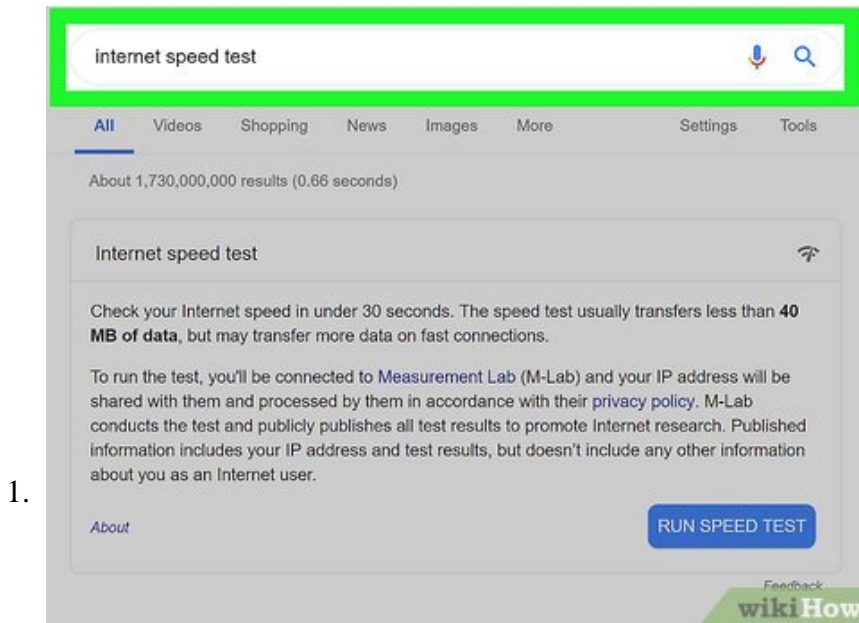 internet speed test
All Videos Shopping News Images More Settings Tools
About 1,730,000,000 results (0.66 seconds)
Internet speed test
Check your Internet speed in under 30 seconds. The speed test usually transfers less than 40
MB of data, but may transfer more data on fast connections.
To run the test, you'll be connected to Measurement Lab (M-Lab) and your IP address will be
shared with them and processed by them in accordance with their privacy policy. M-Lab
conducts the test and publicly publishes all test results to promote Internet research. Published
information includes your IP address and test results, but doesn't include any other information
about you as an Internet user.
1.
About RUN SPEED TEST
Feedback
wikiHow